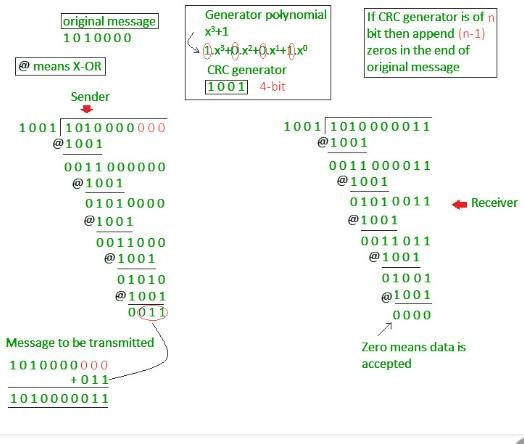 original message
1010000
@ means X-OR
Generator polynomial
x³+1
1.x³+0.x²+0.x¹+1.x⁰
CRC generator
1001 4-bit
If CRC generator is of n
bit then append (n-1)
zeros in the end of
original message
Sender
1001 1010000000
@1001
0011000000
@1001
01010000
@1001
0011000
@1001
01010
@1001
0011
Message to be transmitted
1010000000
+011
1010000011
1001 1010000011
@1001
0011000011
@1001
01010011
@1001
0011011
@1001
01001
@1001
0000
Receiver
Zero means data is
accepted